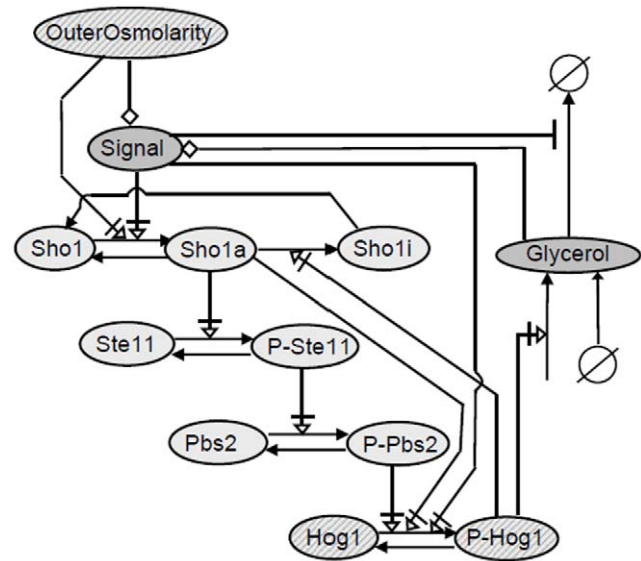 OuterOsmolarity
Signal
Sho1
Sho1a
Sho1i
Glycerol
Ste11
P-Ste11
Pbs2
P-Pbs2
Hog1
P-Hog1